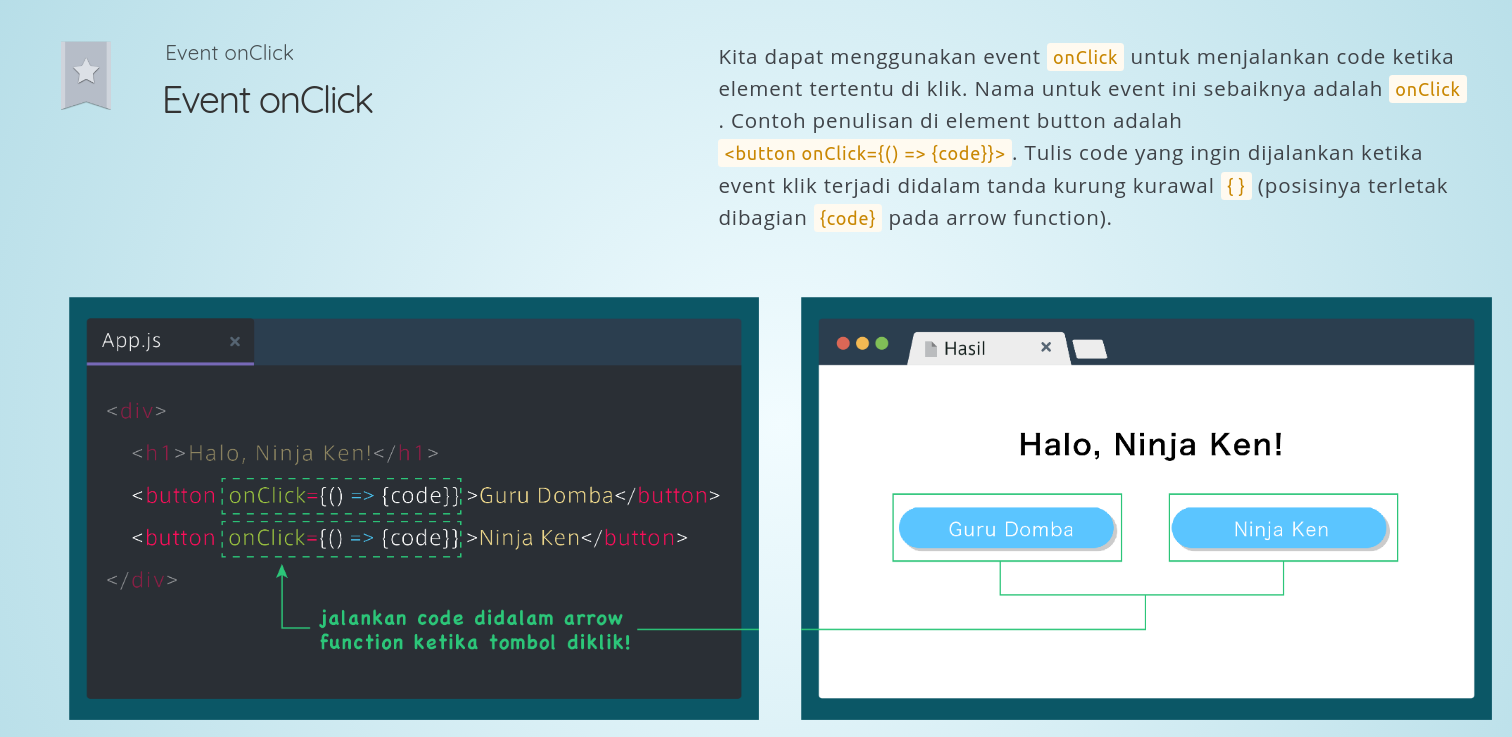 Event onClick
Event onClick
Kita dapat menggunakan event onClick untuk menjalankan code ketika
element tertentu di klik. Nama untuk event ini sebaiknya adalah onClick
. Contoh penulisan di element button adalah
<button onClick={() => {code}}>. Tulis code yang ingin dijalankan ketika
event klik terjadi didalam tanda kurung kurawal { } (posisinya terletak
dibagian {code} pada arrow function).
App.js
<div>
<h1>Halo, Ninja Ken!</h1>
<button onClick={() => {code}}>Guru Domba</button>
<button onClick={() => {code}}>Ninja Ken</button>
</div>
jalankan code didalam arrow
function ketika tombol diklik!
Hasil
Halo, Ninja Ken!
Guru Domba
Ninja Ken